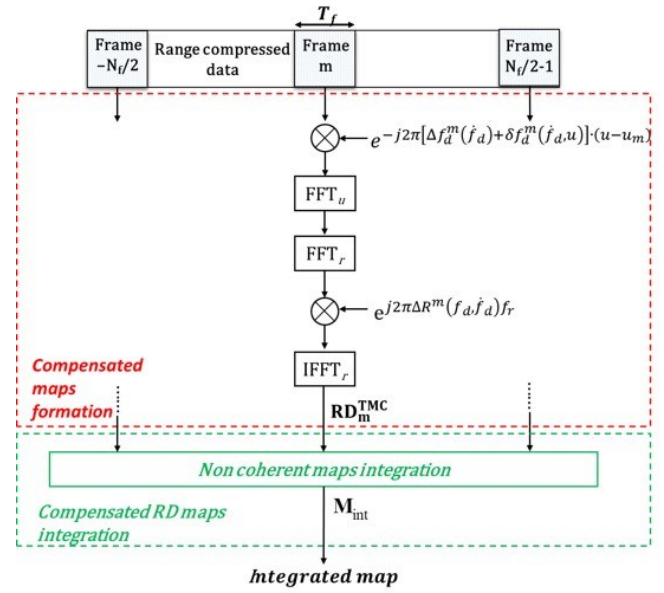 T_f
Frame −N_f/2
Range compressed data
Frame m
Frame N_f/2-1
e^{−j2π[Δf_d^m(ḟ_d)+δf_d^m(ḟ_d,u)]·(u−u_m)}
FFT_u
FFT_r
e^{j2πΔR^m(f_d,ḟ_d)f_r}
IFFT_r
Compensated
maps
formation
RD_m^TMC
Non coherent maps integration
Compensated RD maps
integration
M_int
Integrated map